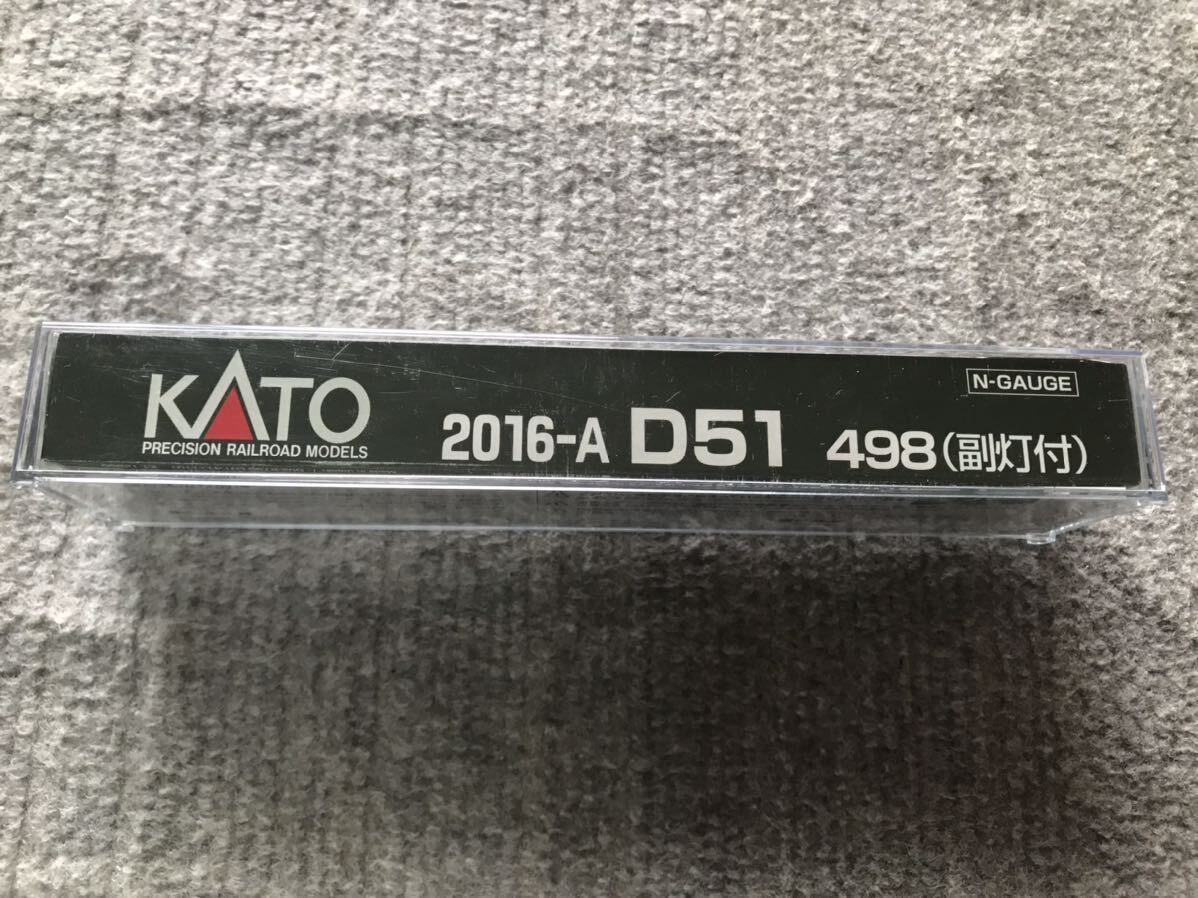 KATO
PRECISION RAILROAD MODELS
2016-A D51 498(副灯付)
N-GAUGE